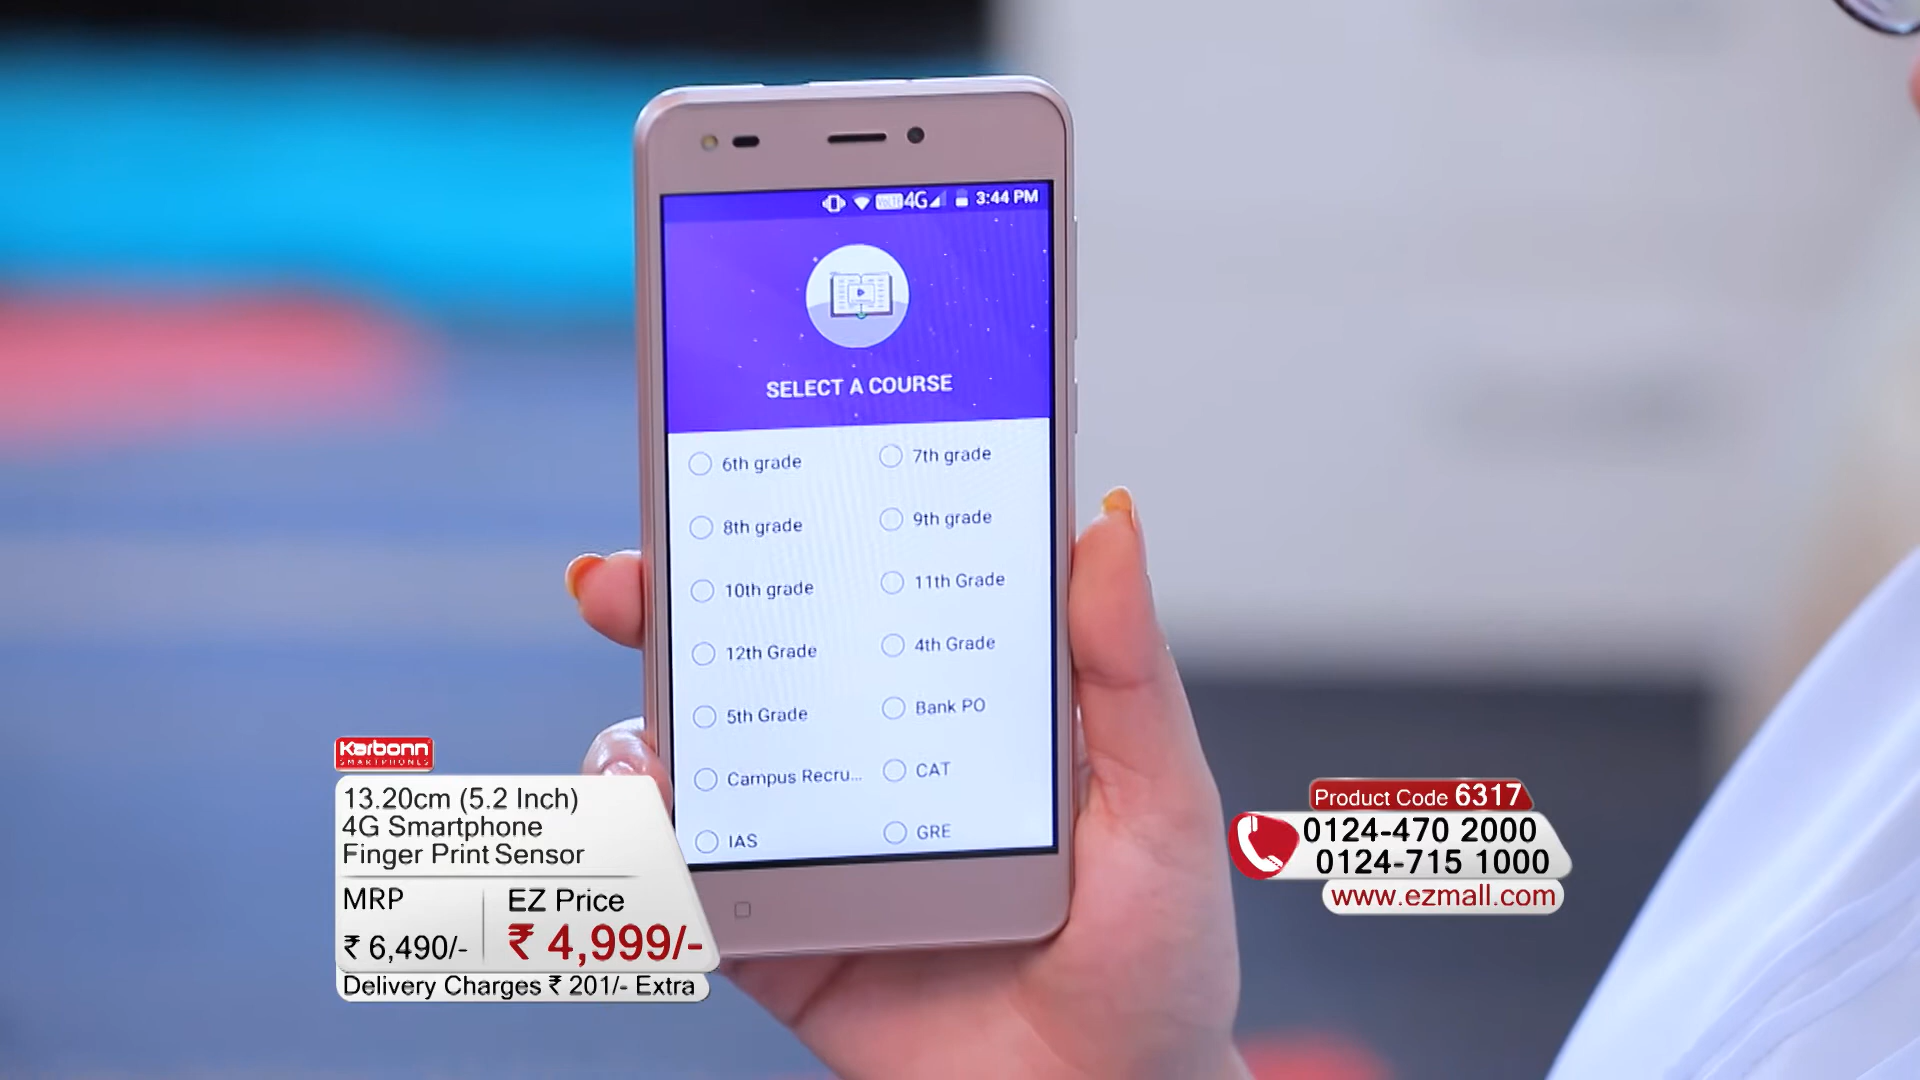 4G 3:44 PM
SELECT A COURSE
6th grade
7th grade
8th grade
9th grade
10th grade
11th Grade
12th Grade
4th Grade
5th Grade
Bank PO
Campus Recru...
CAT
IAS
GRE
Karbonn
SMARTPHONES
13.20cm (5.2 Inch)
4G Smartphone
Finger Print Sensor
MRP
₹ 6,490/-
EZ Price
₹ 4,999/-
Delivery Charges ₹ 201/- Extra
Product Code 6317
0124-470 2000
0124-715 1000
www.ezmall.com